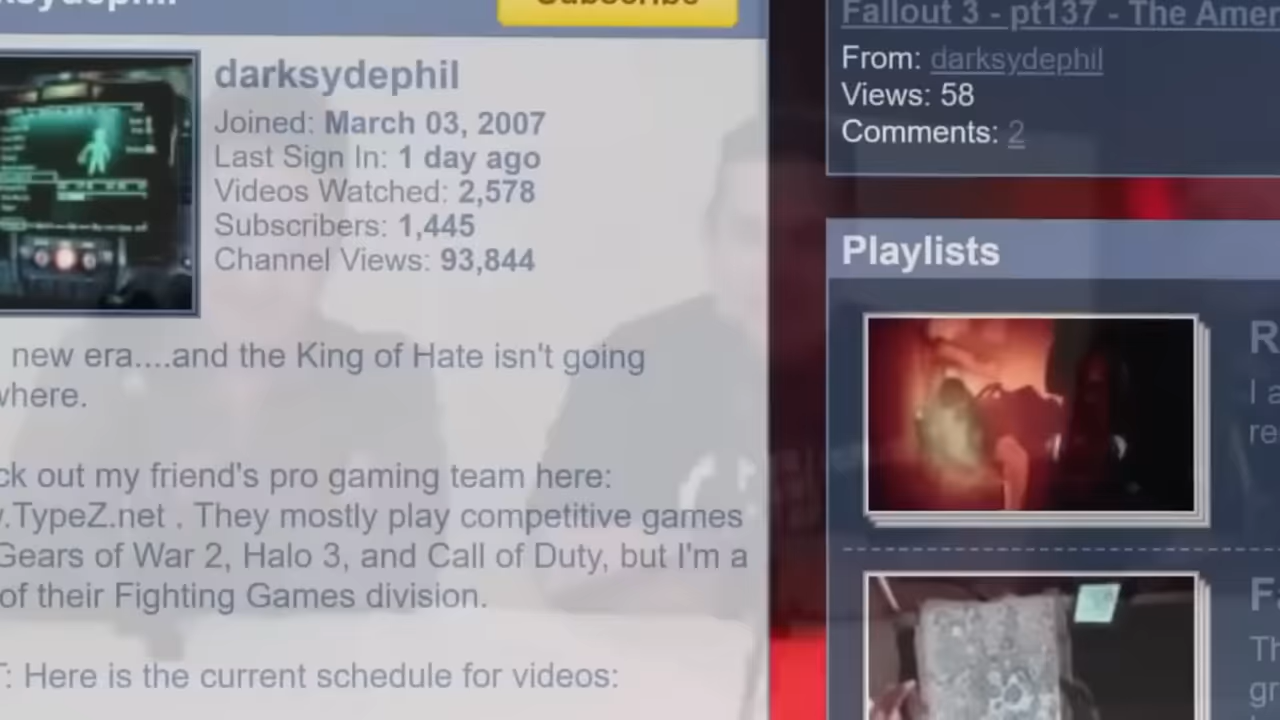 Subscribe
darksydephil
Joined: March 03, 2007
Last Sign In: 1 day ago
Videos Watched: 2,578
Subscribers: 1,445
Channel Views: 93,844
new era....and the King of Hate isn't going
where.
ck out my friend's pro gaming team here:
.TypeZ.net . They mostly play competitive games
Gears of War 2, Halo 3, and Call of Duty, but I'm a
of their Fighting Games division.
: Here is the current schedule for videos:
Fallout 3 - pt137 - The Amer
From: darksydephil
Views: 58
Comments: 2
Playlists
R
I a
re
F
Th
gr